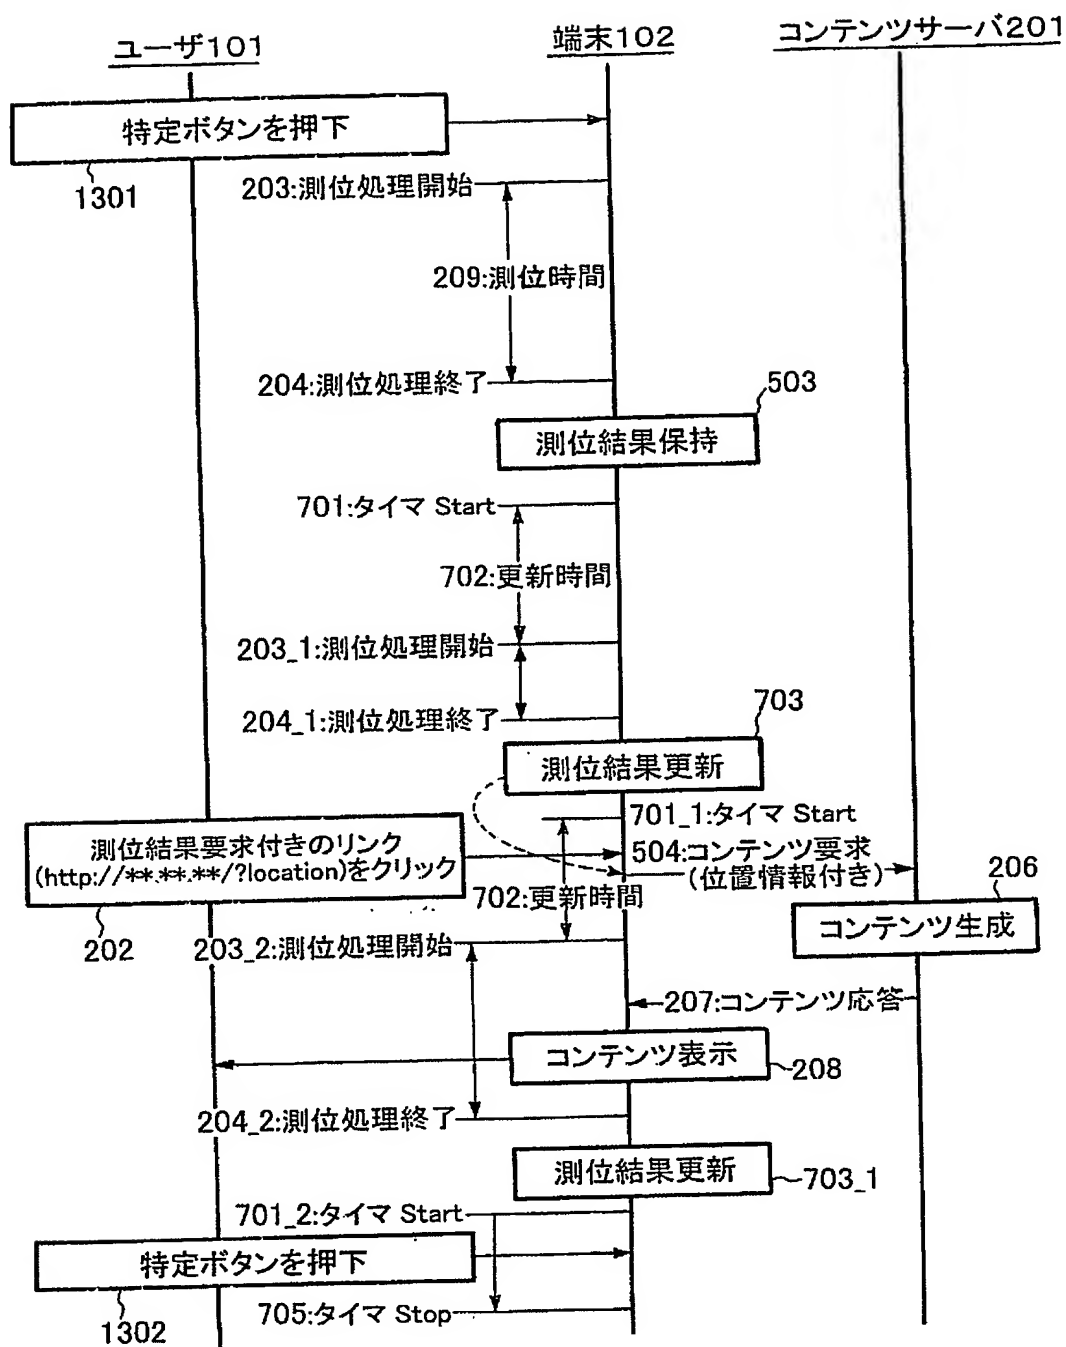 ユーザ101
端末102
コンテンツサーバ201
特定ボタンを押下
1301
203:測位処理開始
209:測位時間
204:測位処理終了
503
測位結果保持
701:タイマ Start
702:更新時間
203_1:測位処理開始
204_1:測位処理終了
703
測位結果更新
701_1:タイマ Start
測位結果要求付きのリンク
(http://**.**.**/?location)をクリック
504:コンテンツ要求
(位置情報付き)
202
702:更新時間
206
コンテンツ生成
203_2:測位処理開始
207:コンテンツ応答
コンテンツ表示
208
204_2:測位処理終了
測位結果更新
703_1
701_2:タイマ Start
特定ボタンを押下
1302
705:タイマ Stop